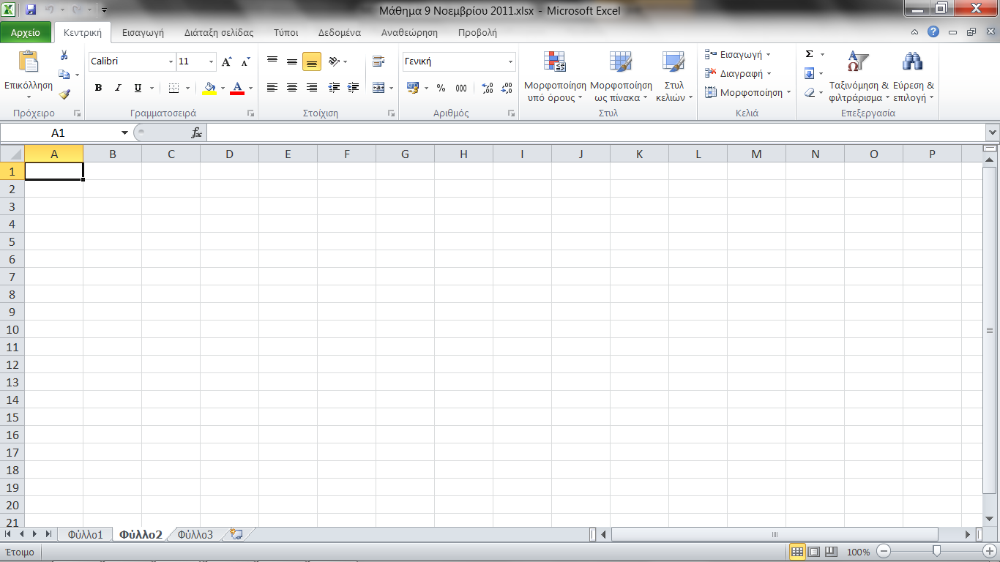 Μάθημα 9 Νοεμβρίου 2011.xlsx - Microsoft Excel
Αρχείο Κεντρική Εισαγωγή Διάταξη σελίδας Τύποι Δεδομένα Αναθεώρηση Προβολή
Επικόλληση
Πρόχειρο
Calibri 11
B I U A
Γραμματοσειρά
Στοίχιση
Γενική
% 000
Αριθμός
Μορφοποίηση υπό όρους
Μορφοποίηση ως πίνακα
Στυλ κελιών
Στυλ
Εισαγωγή
Διαγραφή
Μορφοποίηση
Κελιά
Σ
Ταξινόμηση & φιλτράρισμα
Εύρεση & επιλογή
Επεξεργασία
A1 fx
A B C D E F G H I J K L M N O P
1
2
3
4
5
6
7
8
9
10
11
12
13
14
15
16
17
18
19
20
21
Φύλλο1 Φύλλο2 Φύλλο3
Έτοιμο 100%